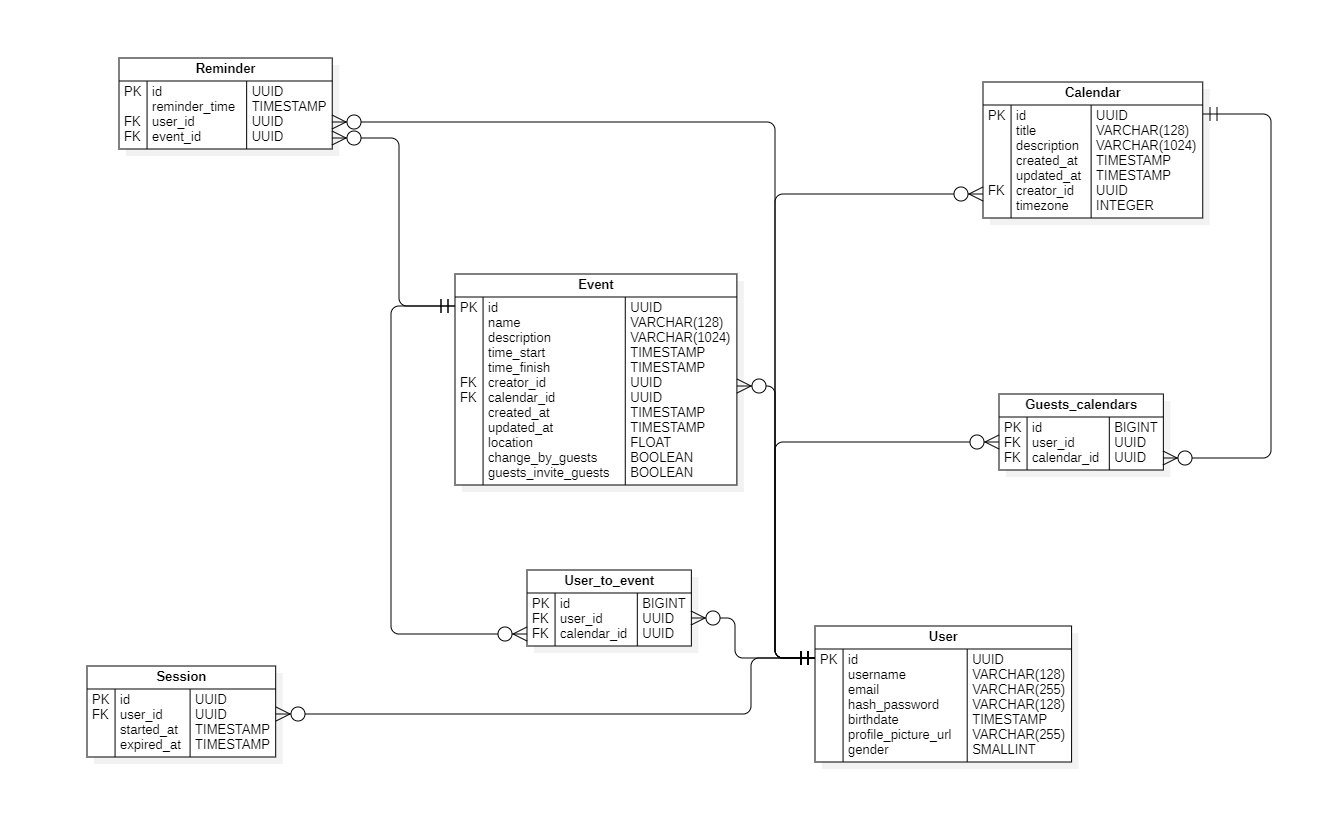 Reminder
PK id UUID
reminder_time TIMESTAMP
FK user_id UUID
FK event_id UUID
Calendar
PK id UUID
title VARCHAR(128)
description VARCHAR(1024)
created_at TIMESTAMP
updated_at TIMESTAMP
FK creator_id UUID
timezone INTEGER
Event
PK id UUID
name VARCHAR(128)
description VARCHAR(1024)
time_start TIMESTAMP
time_finish TIMESTAMP
FK creator_id UUID
FK calendar_id UUID
created_at TIMESTAMP
updated_at TIMESTAMP
location FLOAT
change_by_guests BOOLEAN
guests_invite_guests BOOLEAN
Guests_calendars
PK id BIGINT
FK user_id UUID
FK calendar_id UUID
User_to_event
PK id BIGINT
FK user_id UUID
FK calendar_id UUID
User
PK id UUID
username VARCHAR(128)
email VARCHAR(255)
hash_password VARCHAR(128)
birthdate TIMESTAMP
profile_picture_url VARCHAR(255)
gender SMALLINT
Session
PK id UUID
FK user_id UUID
started_at TIMESTAMP
expired_at TIMESTAMP